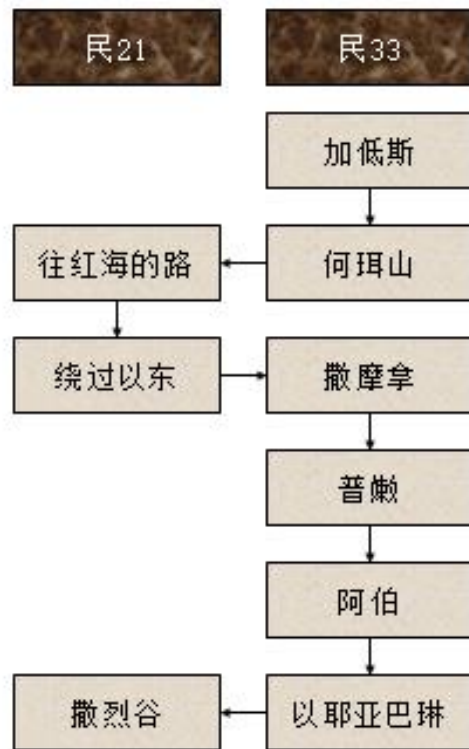 民21
民33
加低斯
往红海的路
何珥山
绕过以东
撒摩拿
普嫩
阿伯
撒烈谷
以耶亚巴琳